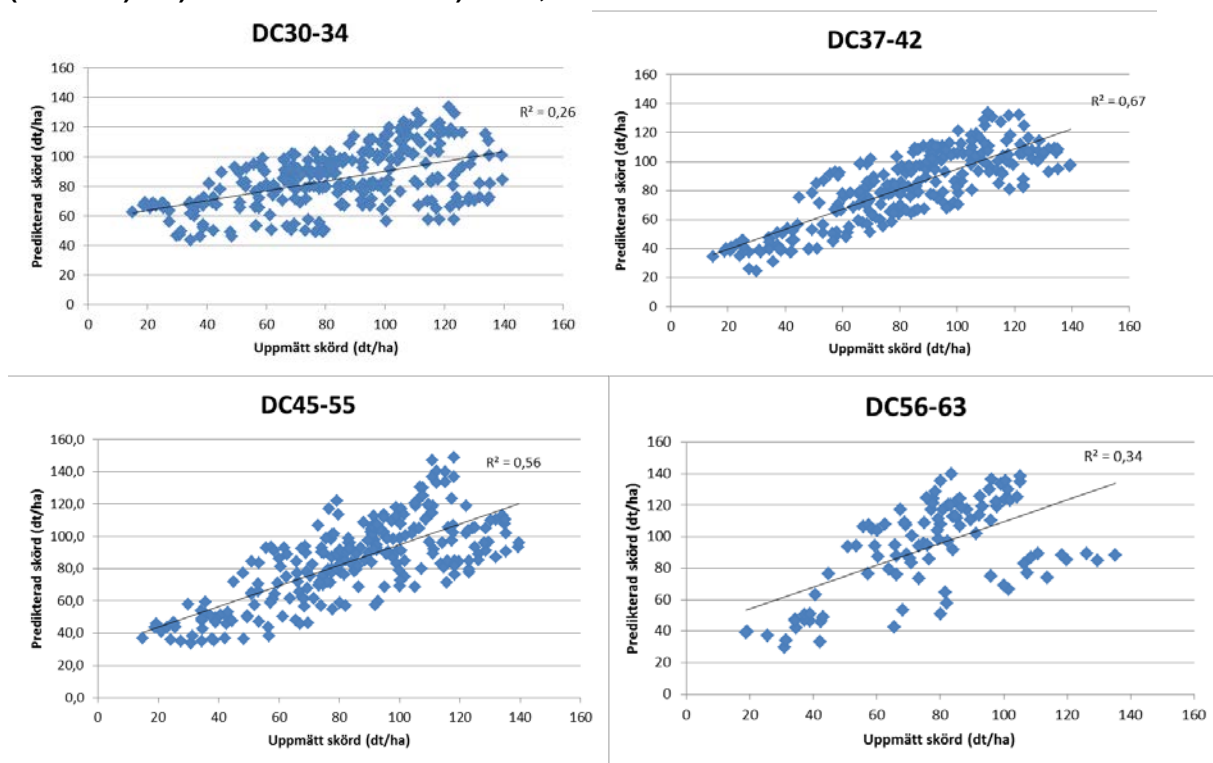 DC30-34
160
140
120
100
80
60
40
20
0
Predikterad skörd (dt/ha)
R² = 0,26
0 20 40 60 80 100 120 140 160
Uppmätt skörd (dt/ha)
DC37-42
160
140
120
100
80
60
40
20
0
Predikterad skörd (dt/ha)
R² = 0,67
0 20 40 60 80 100 120 140 160
Uppmätt skörd (dt/ha)
DC45-55
160,0
140,0
120,0
100,0
80,0
60,0
40,0
20,0
0,0
Predikterad skörd (dt/ha)
R² = 0,56
0 20 40 60 80 100 120 140 160
Uppmätt skörd (dt/ha)
DC56-63
160
140
120
100
80
60
40
20
0
Predikterad skörd (dt/ha)
R² = 0,34
0 20 40 60 80 100 120 140 160
Uppmätt skörd (dt/ha)